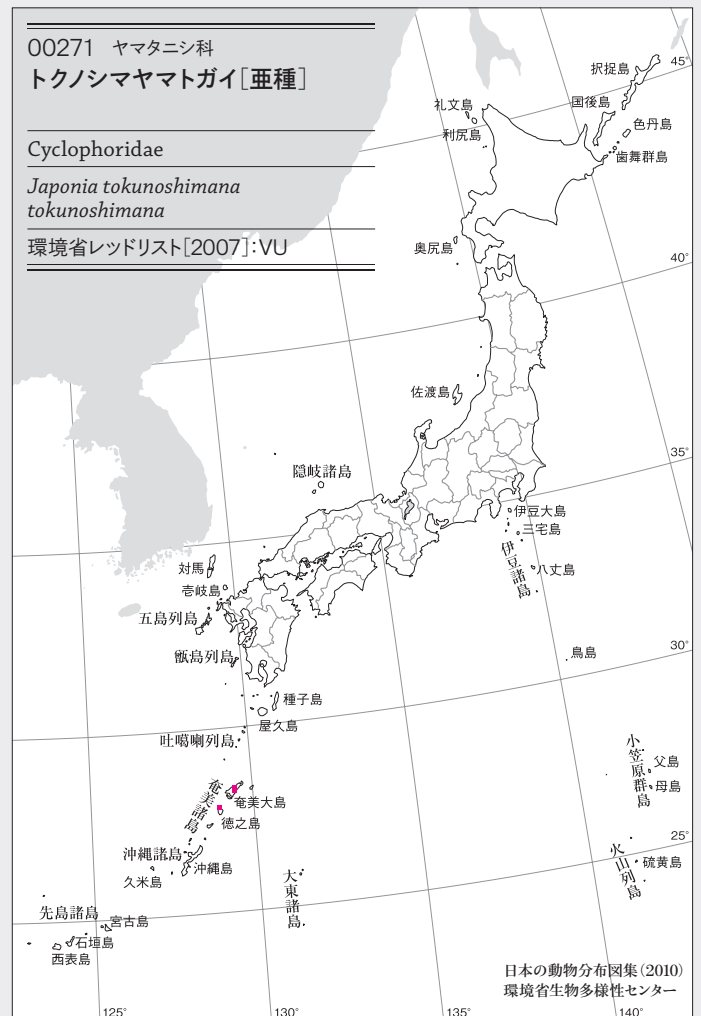 00271 ヤマタニシ科
トクノシマヤマトガイ[亜種]
Cyclophoridae
Japonia tokunoshimana
tokunoshimana
環境省レッドリスト[2007]:VU
択捉島
45°
礼文島
国後島
利尻島
色丹島
歯舞群島
奥尻島
40°
佐渡島
35°
隠岐諸島
伊豆大島
三宅島
伊豆諸島
八丈島
対馬
壱岐島
五島列島
甑島列島
鳥島
30°
種子島
屋久島
吐噶喇列島
小笠原群島
父島
母島
奄美諸島
奄美大島
徳之島
25°
沖縄諸島
沖縄島
久米島
火山列島
硫黄島
大東諸島
先島諸島
宮古島
石垣島
西表島
日本の動物分布図集(2010)
環境省生物多様性センター
125°
130°
135°
140°